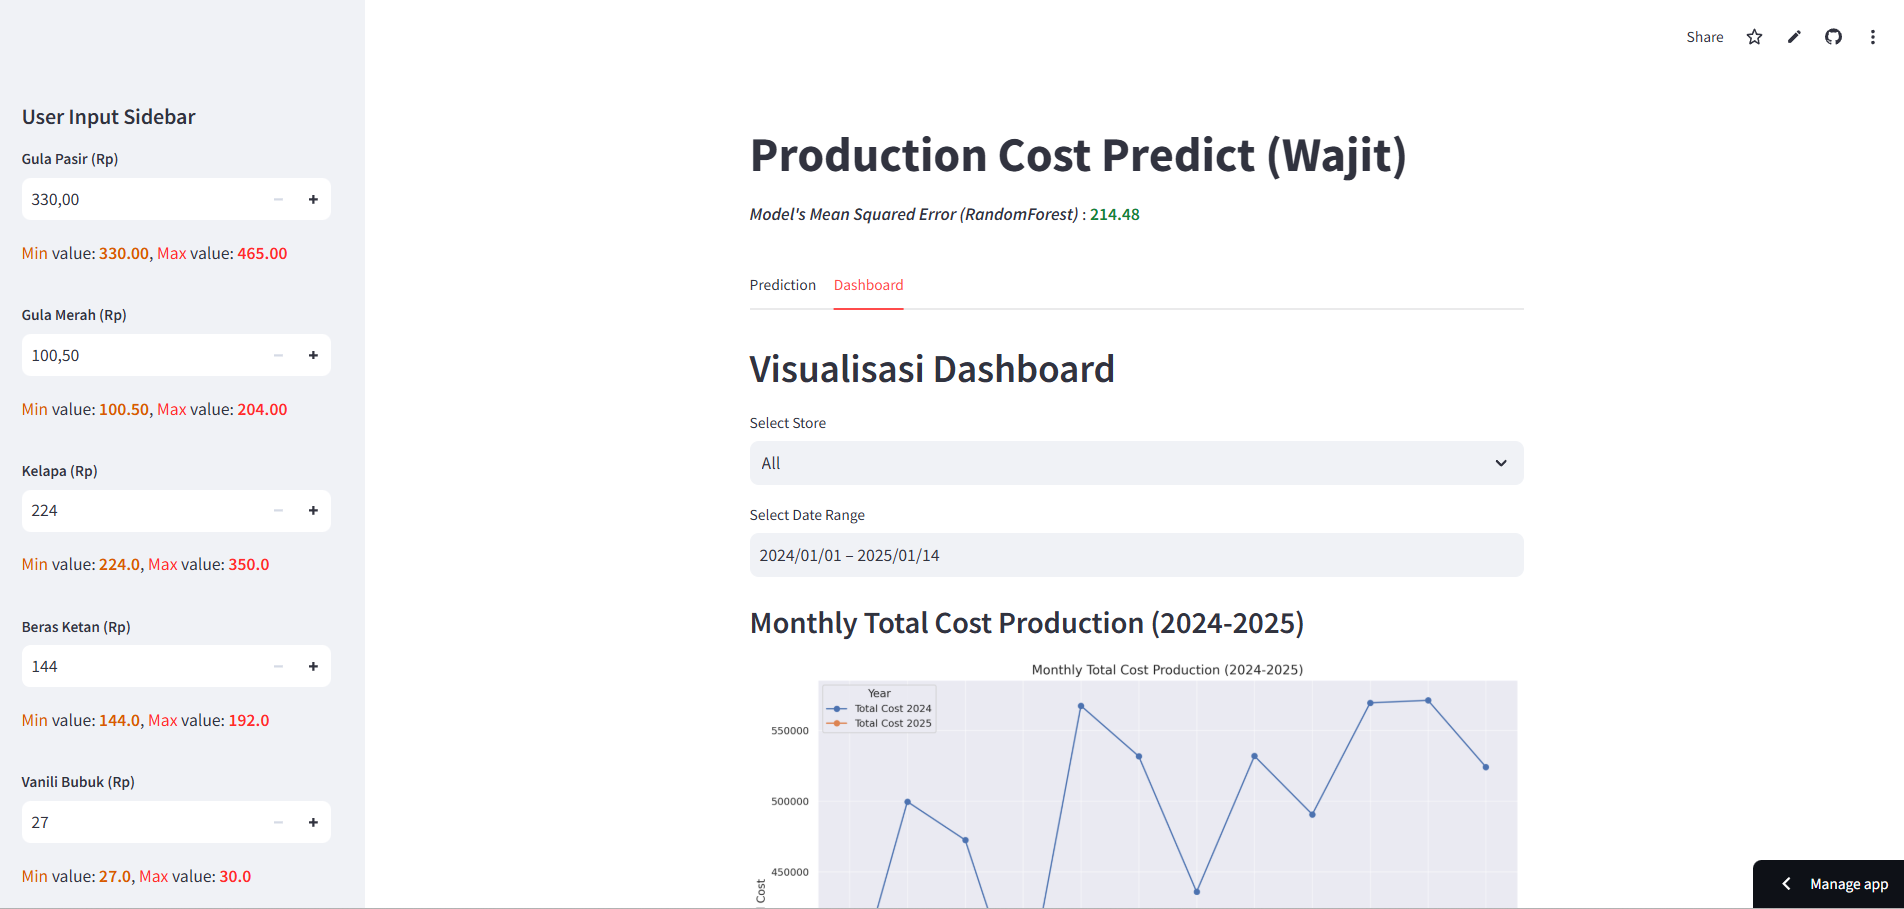 Share
User Input Sidebar
Gula Pasir (Rp)
330,00
Min value: 330.00, Max value: 465.00
Gula Merah (Rp)
100,50
Min value: 100.50, Max value: 204.00
Kelapa (Rp)
224
Min value: 224.0, Max value: 350.0
Beras Ketan (Rp)
144
Min value: 144.0, Max value: 192.0
Vanili Bubuk (Rp)
27
Min value: 27.0, Max value: 30.0
Production Cost Predict (Wajit)
Model's Mean Squared Error (RandomForest) : 214.48
Prediction Dashboard
Visualisasi Dashboard
Select Store
All
Select Date Range
2024/01/01 – 2025/01/14
Monthly Total Cost Production (2024-2025)
Monthly Total Cost Production (2024-2025)
Year
Total Cost 2024
Total Cost 2025
550000
500000
450000
Cost
Manage app